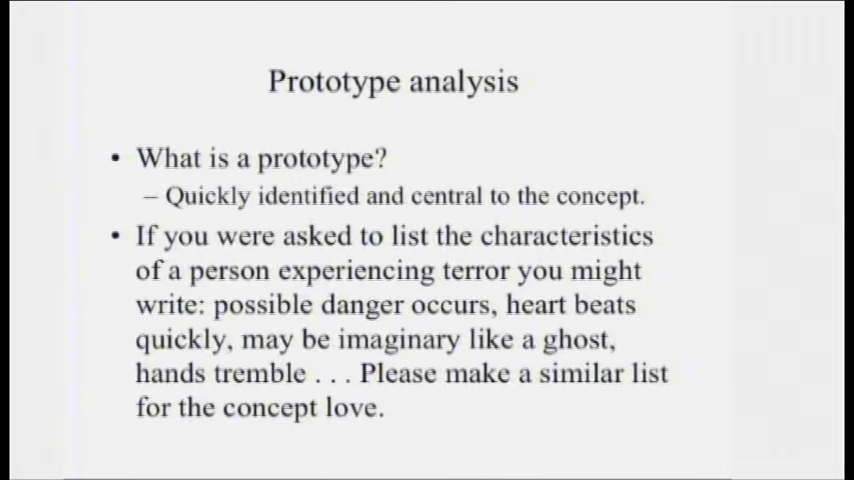 Prototype analysis
• What is a prototype?
– Quickly identified and central to the concept.
• If you were asked to list the characteristics
of a person experiencing terror you might
write: possible danger occurs, heart beats
quickly, may be imaginary like a ghost,
hands tremble . . . Please make a similar list
for the concept love.